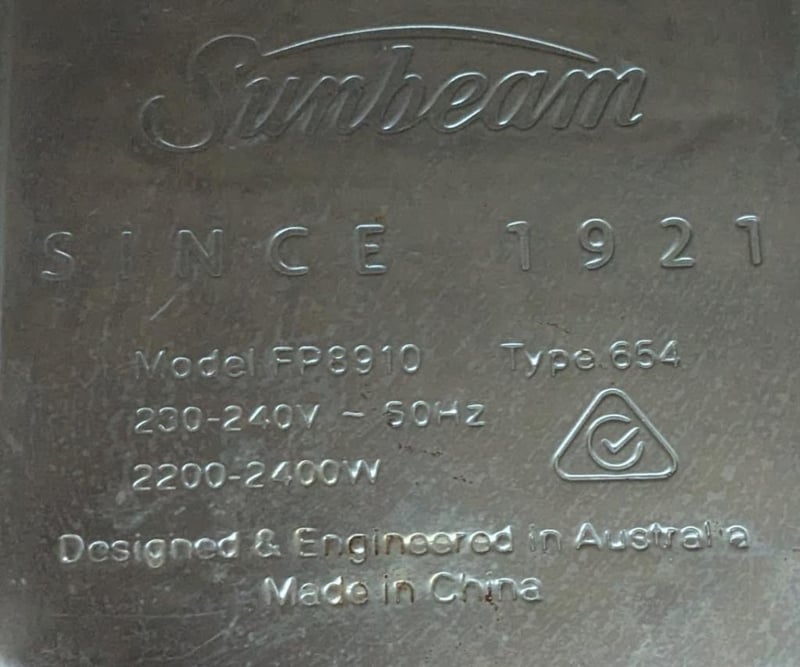 Sunbeam
SINCE 1921
Model FP8910 Type 654
230-240V ~ 50Hz
2200-2400W
Designed & Engineered in Australia
Made in China